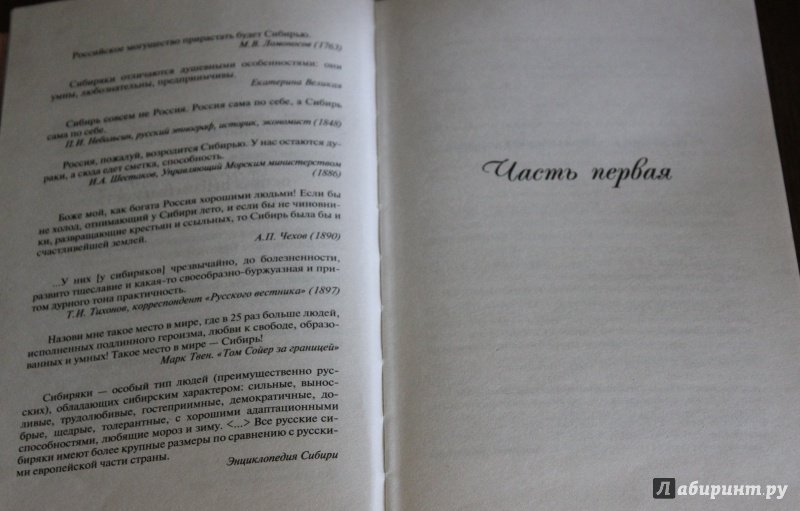 Российское могущество прирастать будет Сибирью.
М.В. Ломоносов (1763)
Сибиряки отличаются душевными особенностями: они
умны, любознательны, предприимчивы.
Екатерина Великая
Сибирь совсем не Россия. Россия сама по себе, а Сибирь
сама по себе.
П.И. Небольсин, русский этнограф, историк, экономист (1848)
Россия, пожалуй, возродится Сибирью. У нас остаются ду-
раки, а сюда едет сметка, способность.
И.А. Шестаков, Управляющий Морским министерством
(1886)
Боже мой, как богата Россия хорошими людьми! Если бы
не холод, отнимающий у Сибири лето, и если бы не чиновни-
ки, развращающие крестьян и ссыльных, то Сибирь была бы и
счастливейшей землей.
А.П. Чехов (1890)
...У них [у сибиряков] чрезвычайно, до болезненности,
развито тщеславие и какая-то своеобразно-буржуазная и при-
том дурного тона практичность.
Т.И. Тихонов, корреспондент «Русского вестника» (1897)
Назови мне такое место в мире, где в 25 раз больше людей,
исполненных подлинного героизма, любви к свободе, образо-
ванных и умных! Такое место в мире — Сибирь!
Марк Твен. «Том Сойер за границей»
Сибиряки — особый тип людей (преимущественно рус-
ских), обладающих сибирским характером: сильные, вынос-
ливые, трудолюбивые, гостеприимные, демократичные, до-
брые, щедрые, толерантные, с хорошими адаптационными
способностями, любящие мороз и зиму. <...> Все русские си-
биряки имеют более крупные размеры по сравнению с русски-
ми европейской части страны.
Энциклопедия Сибири
Часть первая
Лабиринт.ру